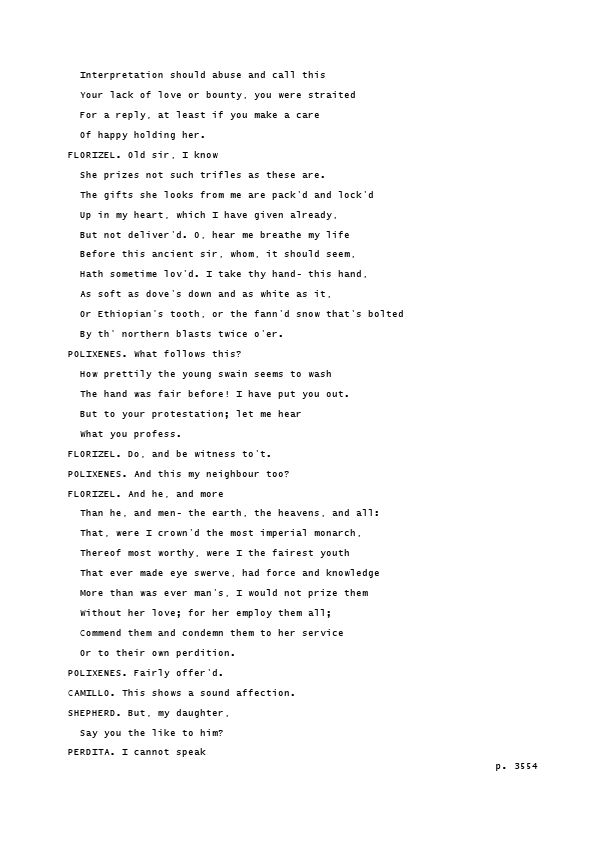 Interpretation should abuse and call this
Your lack of love or bounty, you were straited
For a reply, at least if you make a care
Of happy holding her.
FLORIZEL. Old sir, I know
She prizes not such trifles as these are.
The gifts she looks from me are pack'd and lock'd
Up in my heart, which I have given already,
But not deliver'd. O, hear me breathe my life
Before this ancient sir, whom, it should seem,
Hath sometime lov'd. I take thy hand- this hand,
As soft as dove's down and as white as it,
Or Ethiopian's tooth, or the fann'd snow that's bolted
By th' northern blasts twice o'er.
POLIXENES. What follows this?
How prettily the young swain seems to wash
The hand was fair before! I have put you out.
But to your protestation; let me hear
What you profess.
FLORIZEL. Do, and be witness to't.
POLIXENES. And this my neighbour too?
FLORIZEL. And he, and more
Than he, and men- the earth, the heavens, and all:
That, were I crown'd the most imperial monarch,
Thereof most worthy, were I the fairest youth
That ever made eye swerve, had force and knowledge
More than was ever man's, I would not prize them
Without her love; for her employ them all;
Commend them and condemn them to her service
Or to their own perdition.
POLIXENES. Fairly offer'd.
CAMILLO. This shows a sound affection.
SHEPHERD. But, my daughter,
Say you the like to him?
PERDITA. I cannot speak
p. 3554